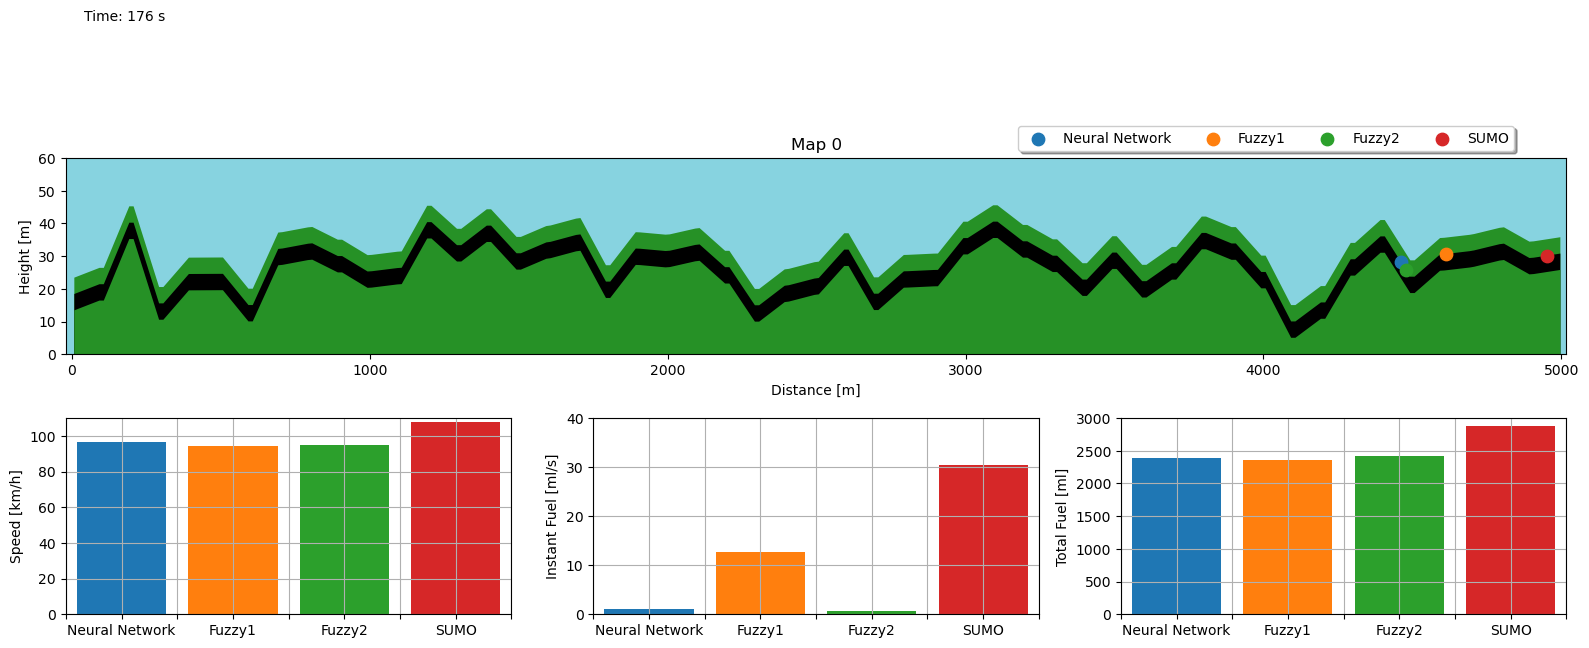 Time: 176 s
Map 0
Neural Network Fuzzy1 Fuzzy2 SUMO
Height [m]
60
50
40
30
20
10
0
0 1000 2000 3000 4000 5000
Distance [m]
Speed [km/h]
100
80
60
40
20
0
Neural Network Fuzzy1 Fuzzy2 SUMO
Instant Fuel [ml/s]
40
30
20
10
0
Neural Network Fuzzy1 Fuzzy2 SUMO
Total Fuel [ml]
3000
2500
2000
1500
1000
500
0
Neural Network Fuzzy1 Fuzzy2 SUMO